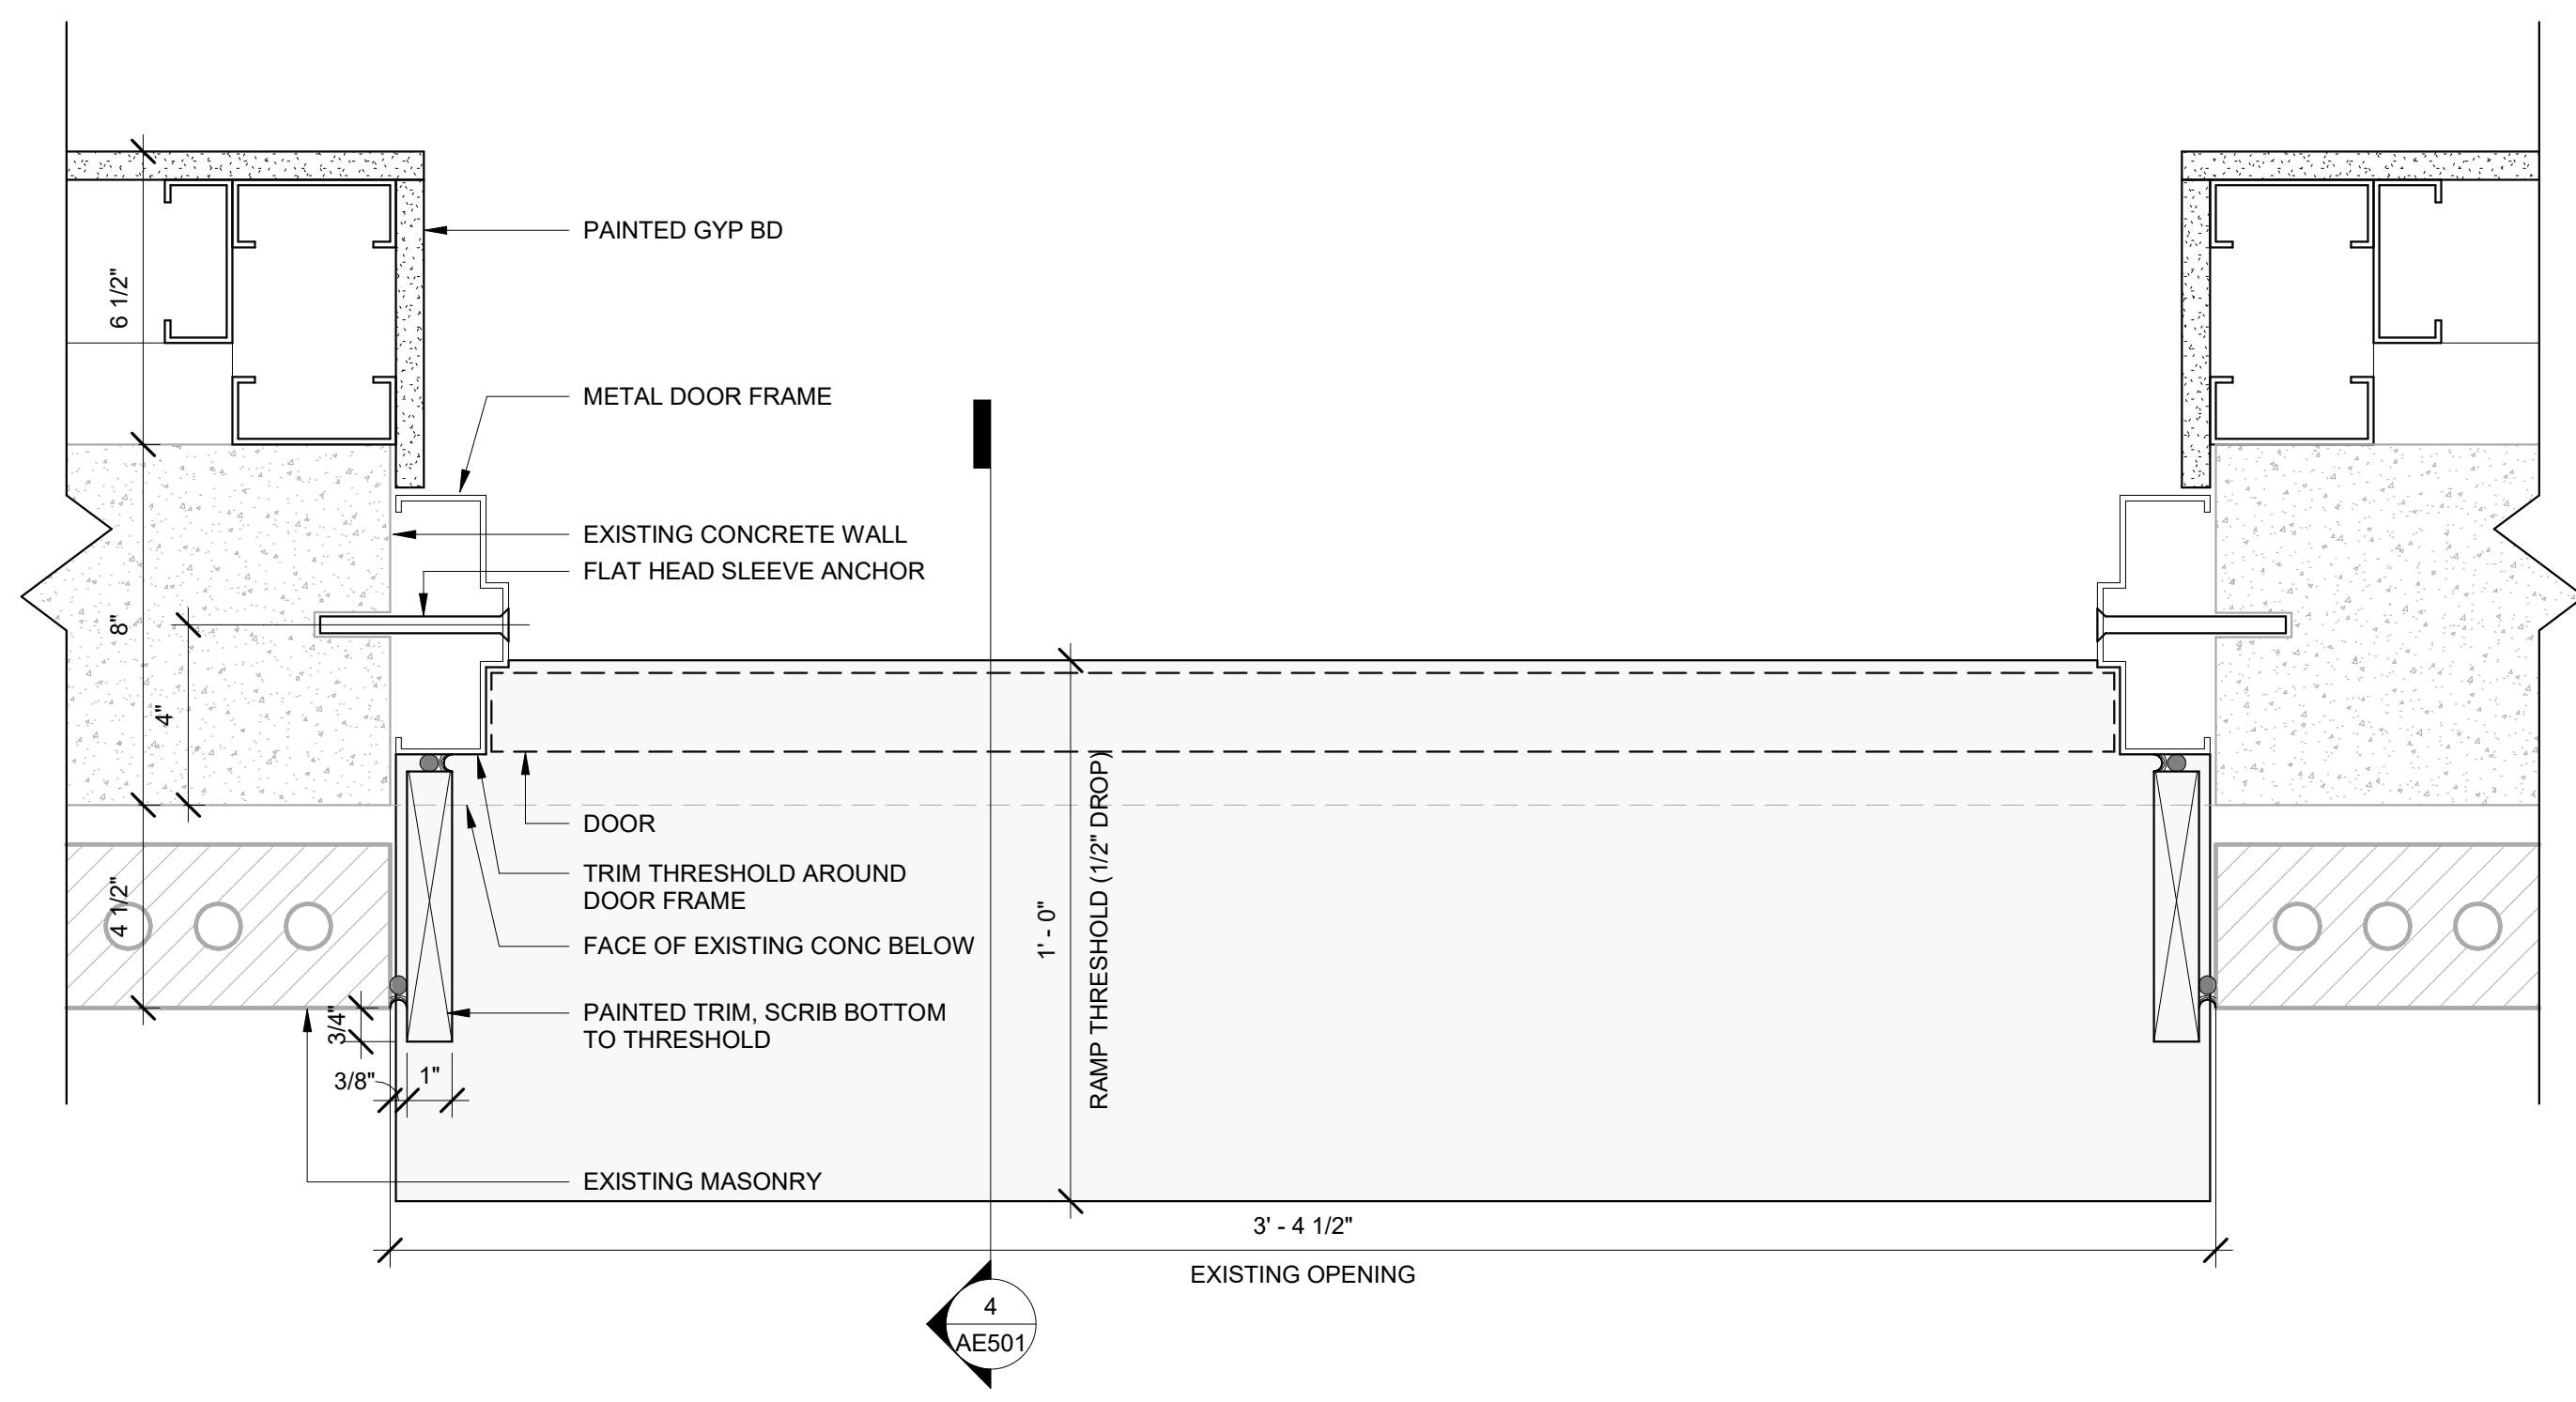 PAINTED GYP BD
6 1/2"
METAL DOOR FRAME
EXISTING CONCRETE WALL
FLAT HEAD SLEEVE ANCHOR
8"
4"
DOOR
TRIM THRESHOLD AROUND
DOOR FRAME
4 1/2"
FACE OF EXISTING CONC BELOW
1' - 0"
RAMP THRESHOLD (1/2" DROP)
PAINTED TRIM, SCRIB BOTTOM
TO THRESHOLD
3/4"
3/8"
1"
EXISTING MASONRY
3' - 4 1/2"
EXISTING OPENING
4
AE501